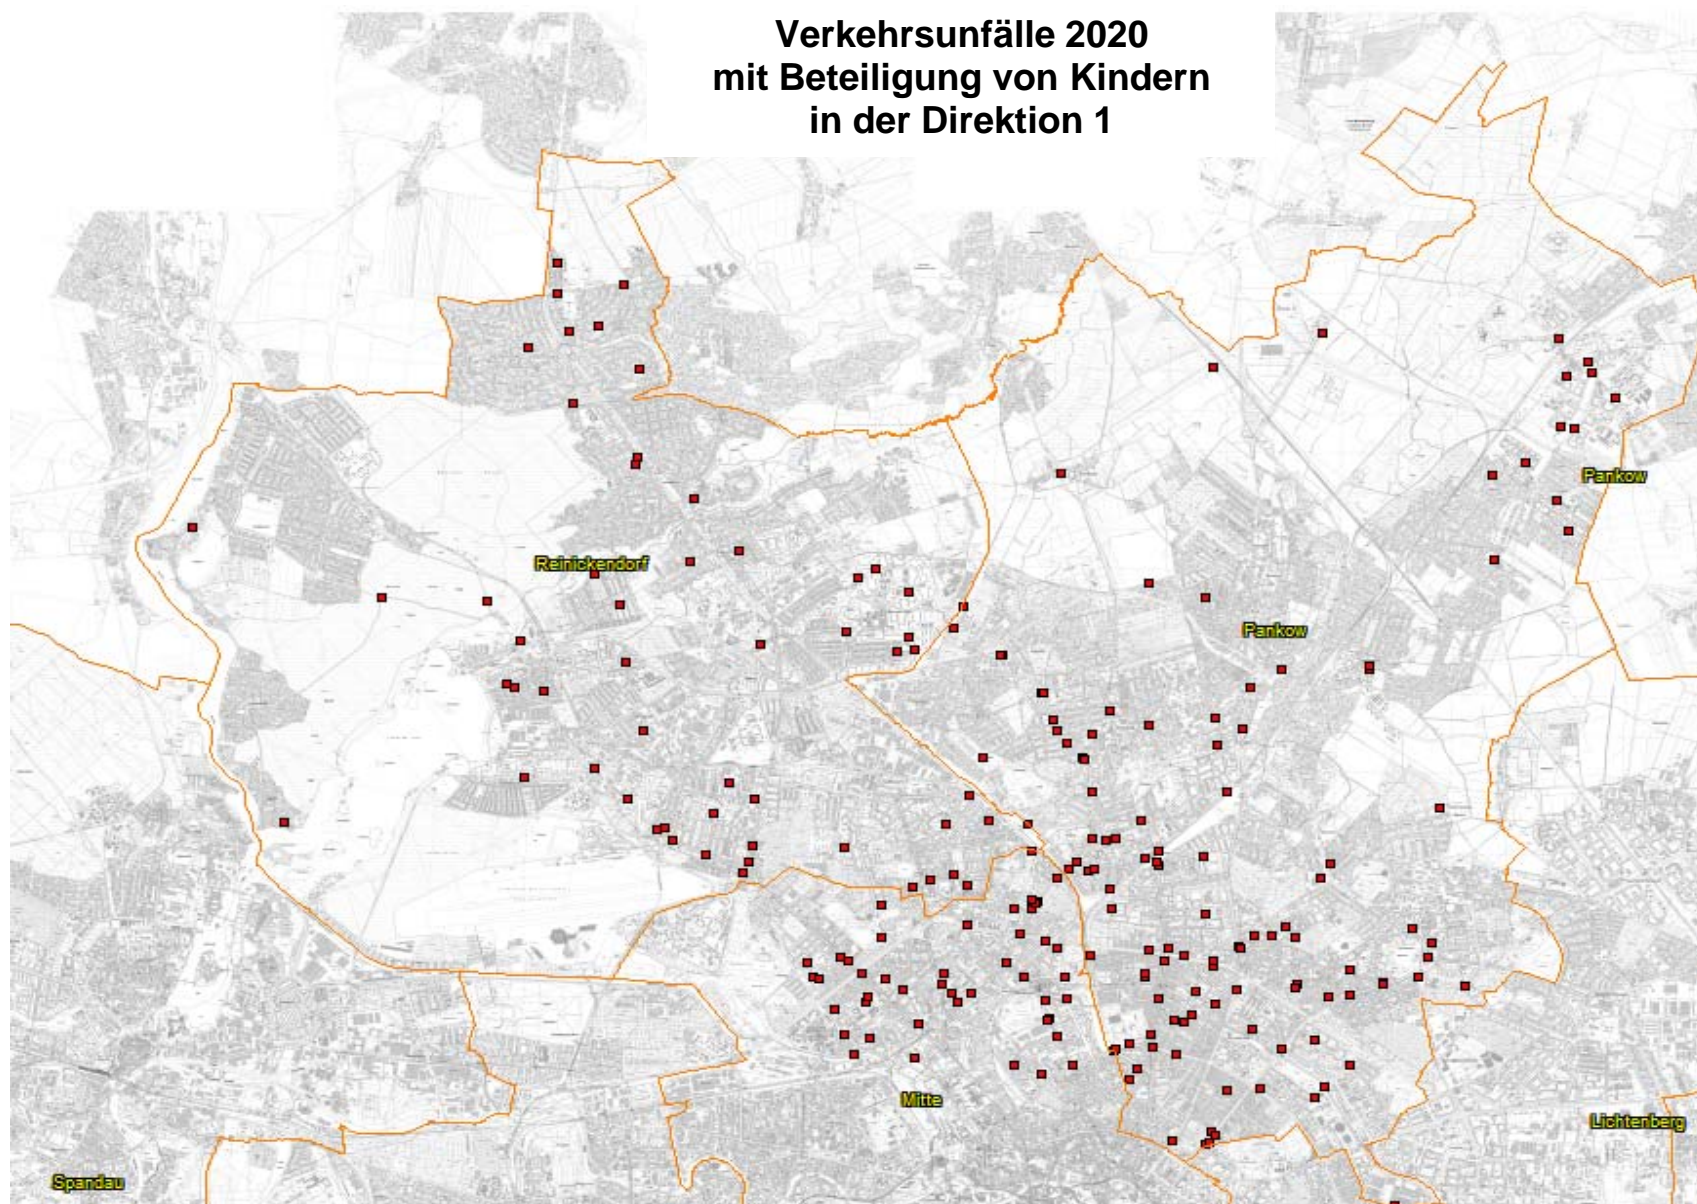 Verkehrsunfälle 2020
mit Beteiligung von Kindern
in der Direktion 1
Pankow
Reinickendorf
Pankow
Mitte
Lichtenberg
Spandau